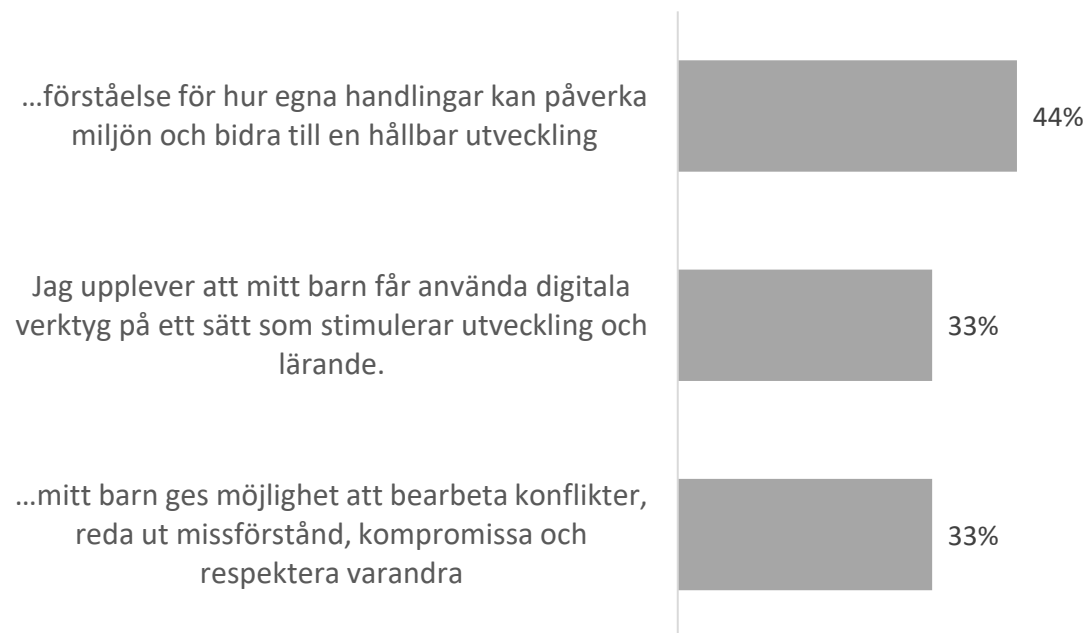 …förståelse för hur egna handlingar kan påverka
miljön och bidra till en hållbar utveckling
44%
Jag upplever att mitt barn får använda digitala
verktyg på ett sätt som stimulerar utveckling och
lärande.
33%
…mitt barn ges möjlighet att bearbeta konflikter,
reda ut missförstånd, kompromissa och
respektera varandra
33%